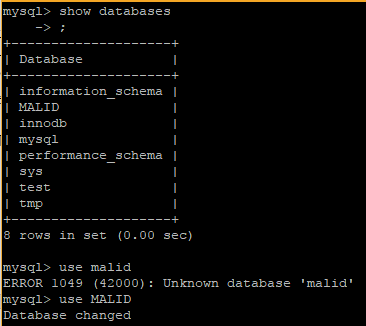 mysql> show databases
    -> ;
+--------------------+
| Database           |
+--------------------+
| information_schema |
| MALID              |
| innodb             |
| mysql              |
| performance_schema |
| sys                |
| test               |
| tmp                |
+--------------------+
8 rows in set (0.00 sec)

mysql> use malid
ERROR 1049 (42000): Unknown database 'malid'
mysql> use MALID
Database changed